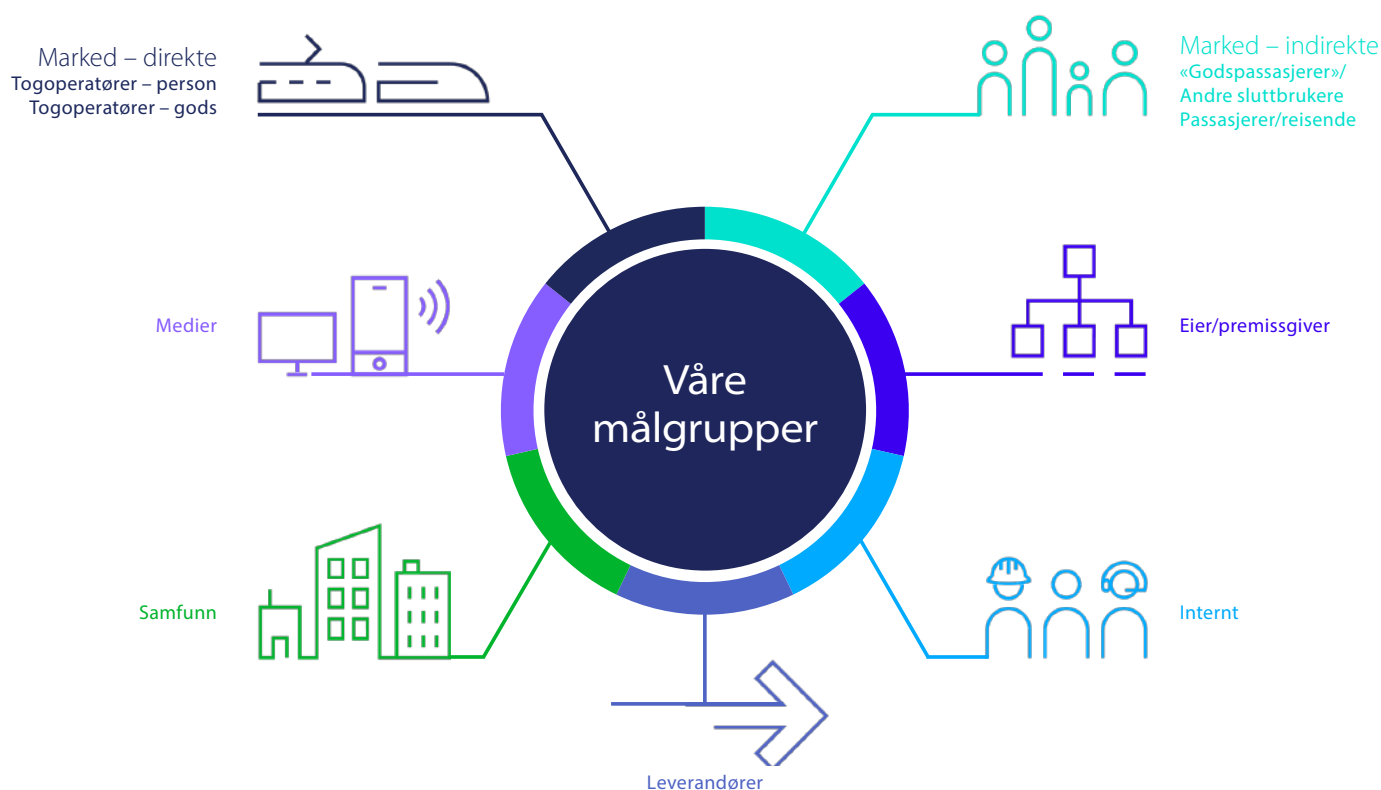 Marked – direkte
Togoperatører – person
Togoperatører – gods
Marked – indirekte
«Godspassasjerer»/
Andre sluttbrukere
Passasjerer/reisende
Medier
Eier/premissgiver
Våre
målgrupper
Samfunn
Internt
Leverandører